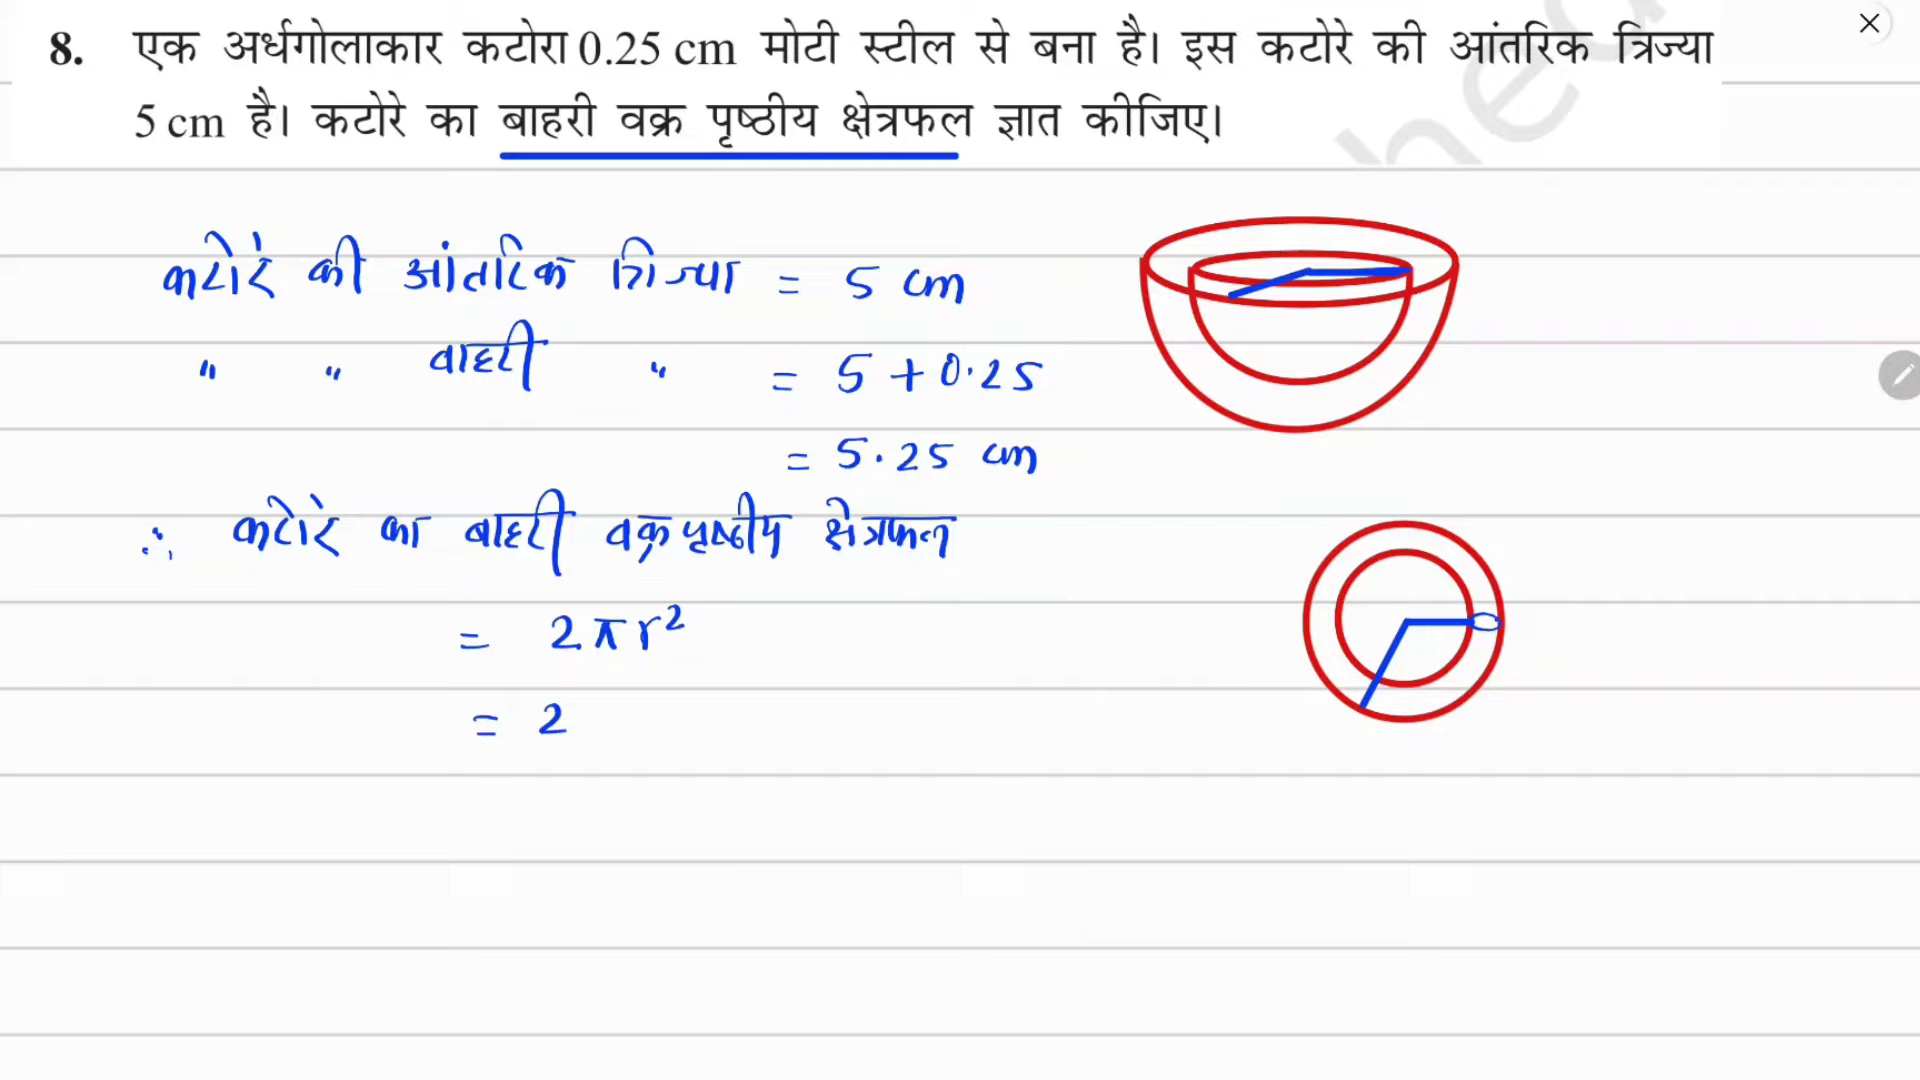 8. एक अर्धगोलाकार कटोरा 0.25 cm मोटी स्टील से बना है। इस कटोरे की आंतरिक त्रिज्या
5 cm है। कटोरे का बाहरी वक्र पृष्ठीय क्षेत्रफल ज्ञात कीजिए।
कटोरे की आंतरिक त्रिज्या = 5 cm
" " बाहरी " = 5 + 0.25
= 5.25 cm
∴ कटोरे का बाहरी वक्र पृष्ठीय क्षेत्रफल
= 2πr²
= 2